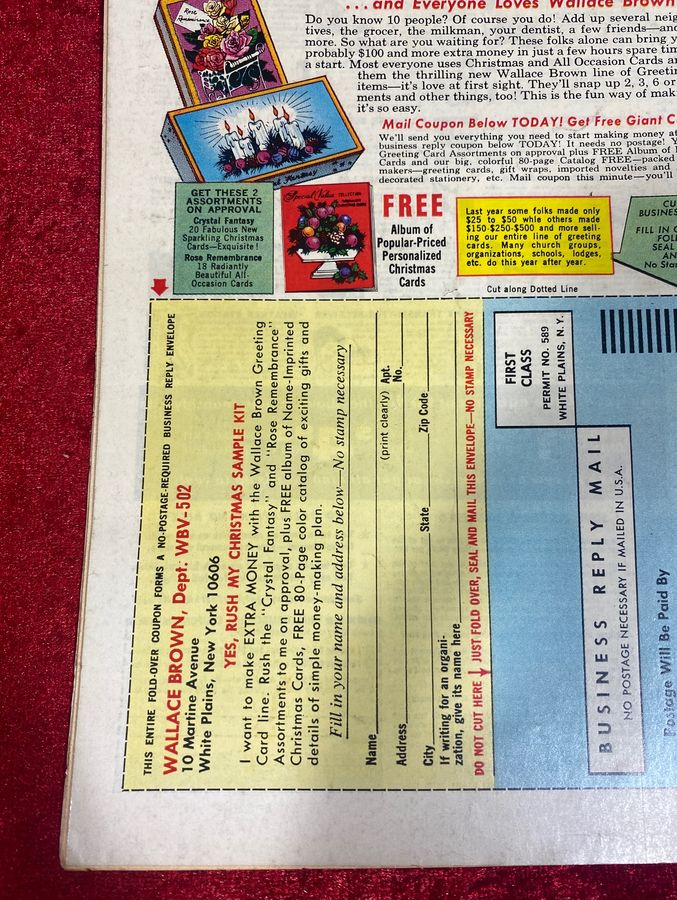 ...and Everyone Loves Wallace Brown
Do you know 10 people? Of course you do! Add up several
tives, the grocer, the milkman, your dentist, a few friends—and
more. So what are you waiting for? These folks alone can bring
probably $100 and more extra money in just a few hours spare
a start. Most everyone uses Christmas and All Occasion Cards
them the thrilling new Wallace Brown line of
items—it's love at first sight. They'll snap up 2, 3, 6 or
ments and other things, too! This is the fun way of
it's so easy.
Mail Coupon Below TODAY! Get Free Giant
We'll send you everything you need to start making money
business reply coupon below TODAY! It needs no postage!
Greeting Card Assortments on approval plus FREE Album of
Cards and our big, colorful 80-page Catalog FREE—packed
makers—greeting cards, gift wraps, imported novelties and
decorated stationery, etc. Mail coupon this minute—you'll
Rose Remembrance
Crystal Fantasy
GET THESE 2
ASSORTMENTS
ON APPROVAL
Crystal Fantasy
20 Fabulous New
Sparkling Christmas
Cards—Exquisite!
Rose Remembrance
18 Radiantly
Beautiful All-
Occasion Cards
Special Value COLLECTION
FREE
Album of
Popular-Priced
Personalized
Christmas
Cards
Last year some folks made only
$25 to $50 while others made
$150-$250-$500 and more sell-
ing our entire line of greeting
cards. Many church groups,
organizations, schools, lodges,
etc. do this year after year.
FILL IN
SEAL
No
Cut along Dotted Line
THIS ENTIRE FOLD-OVER COUPON FORMS A NO-POSTAGE-REQUIRED BUSINESS REPLY ENVELOPE
WALLACE BROWN, Dept. WBV-502
10 Martine Avenue
White Plains, New York 10606
YES, RUSH MY CHRISTMAS SAMPLE KIT
I want to make EXTRA MONEY with the Wallace Brown Greeting
Card line. Rush the "Crystal Fantasy" and "Rose Remembrance"
Assortments to me on approval, plus FREE album of Name-Imprinted
Christmas Cards, FREE 80-Page color catalog of exciting gifts and
details of simple money-making plan.
Fill in your name and address below—No stamp necessary
Name
(print clearly) Apt.
Address No.
City State Zip Code
If writing for an organi-
zation, give its name here
DO NOT CUT HERE JUST FOLD OVER, SEAL AND MAIL THIS ENVELOPE—NO STAMP NECESSARY
FIRST
CLASS
PERMIT NO. 589
WHITE PLAINS, N.Y.
BUSINESS REPLY MAIL
NO POSTAGE NECESSARY IF MAILED IN U.S.A.
Postage Will Be Paid By